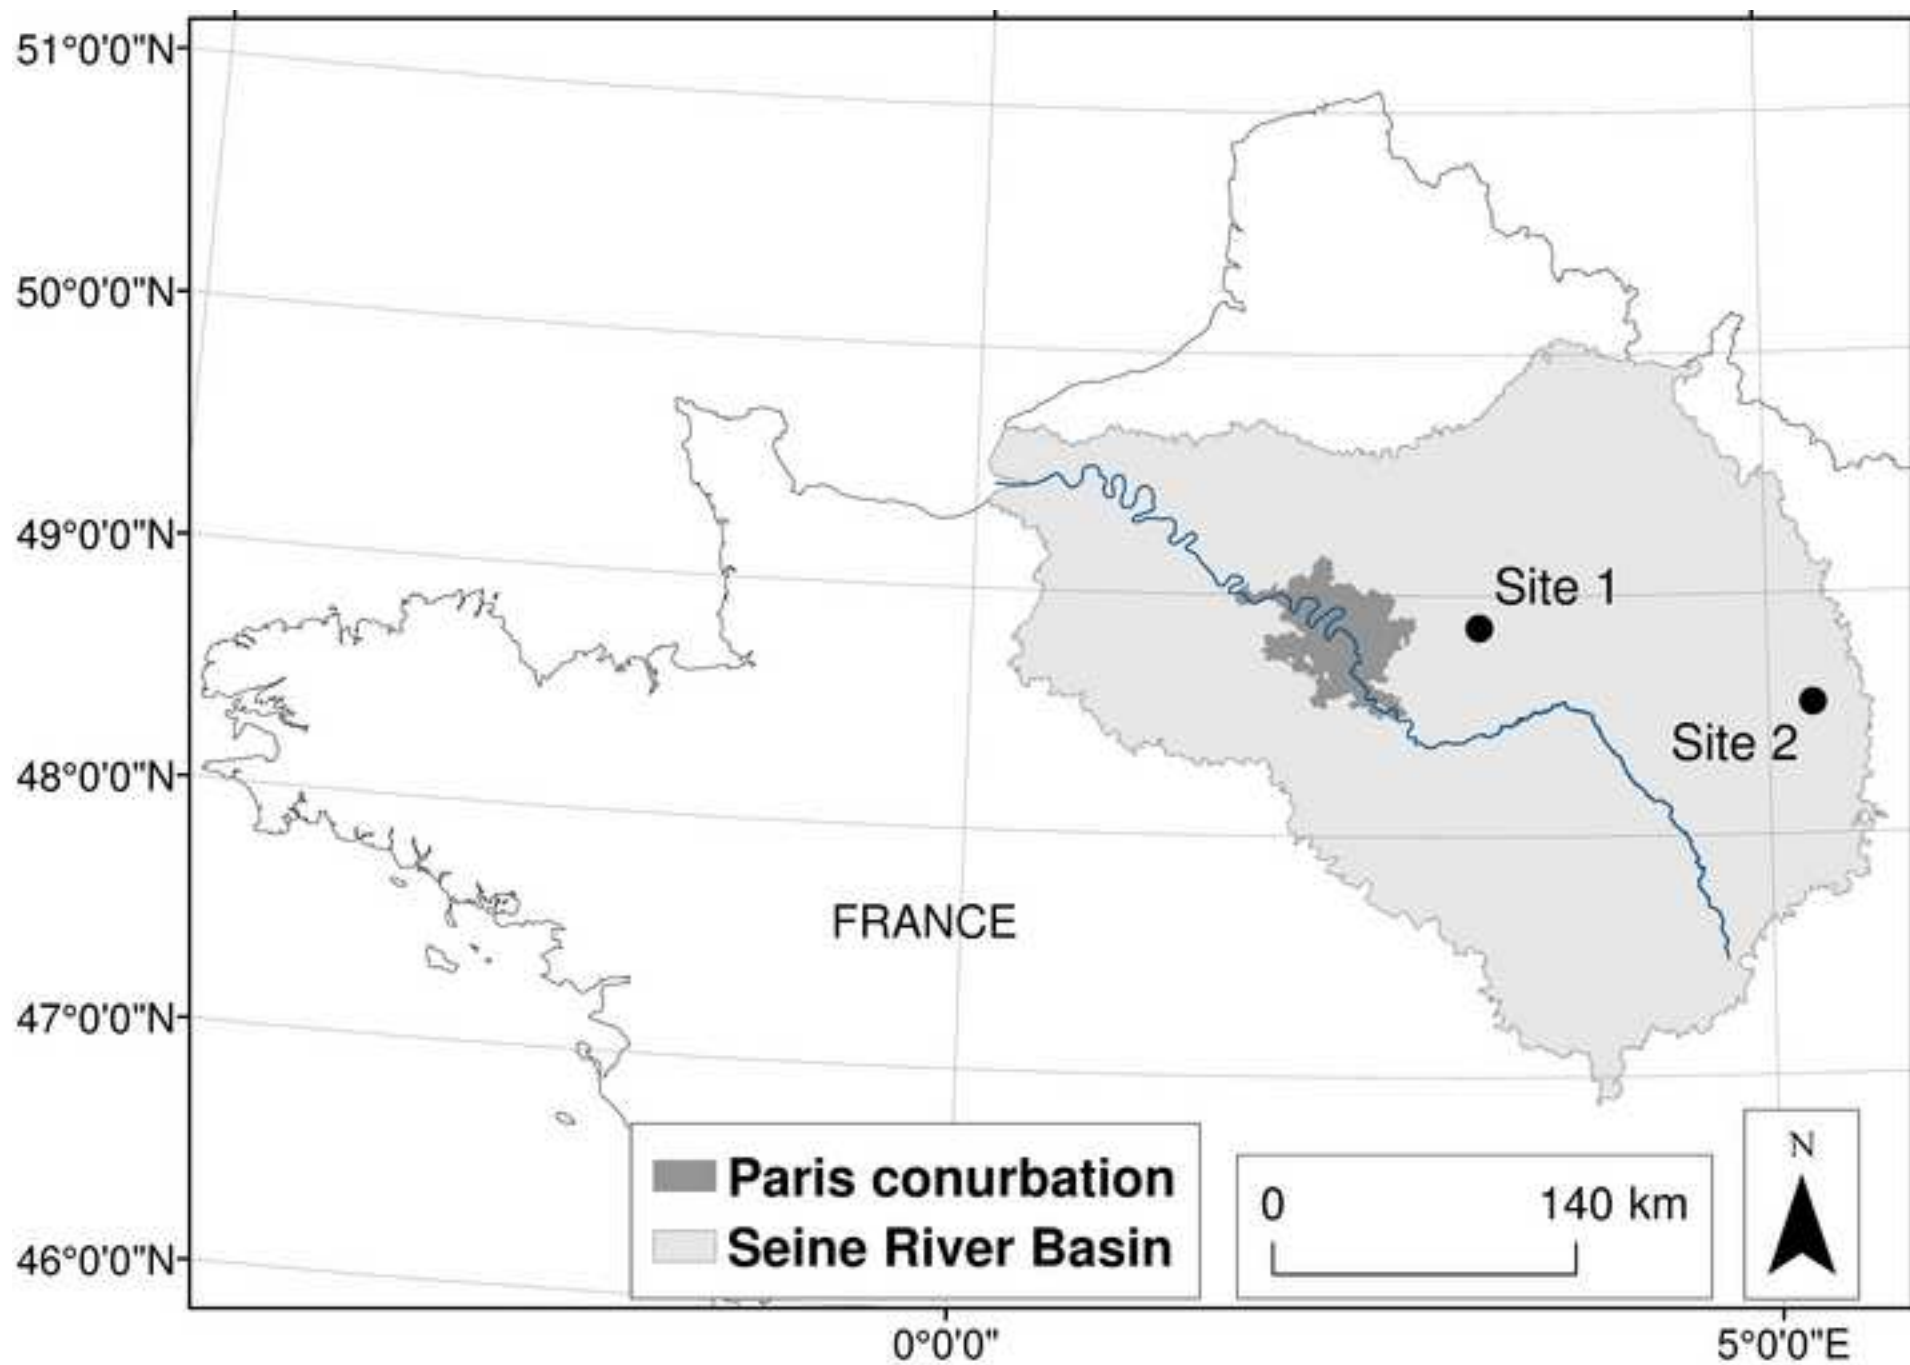 51°0'0"N
50°0'0"N
49°0'0"N
Site 1
Site 2
48°0'0"N
FRANCE
47°0'0"N
N
Paris conurbation
0 140 km
Seine River Basin
46°0'0"N
0°0'0" 5°0'0"E